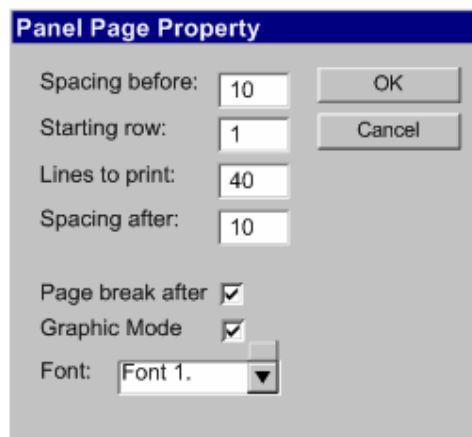 Panel Page Property
Spacing before: 10 OK
Starting row: 1 Cancel
Lines to print: 40
Spacing after: 10
Page break after
Graphic Mode
Font: Font 1.